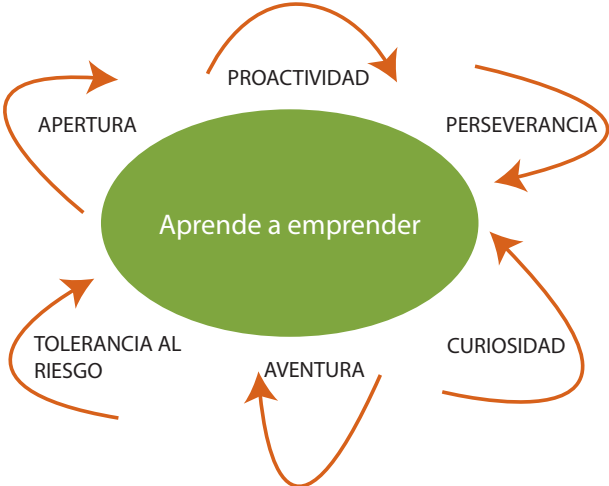 PROACTIVIDAD
APERTURA
PERSEVERANCIA
Aprende a emprender
TOLERANCIA AL
RIESGO
AVENTURA
CURIOSIDAD